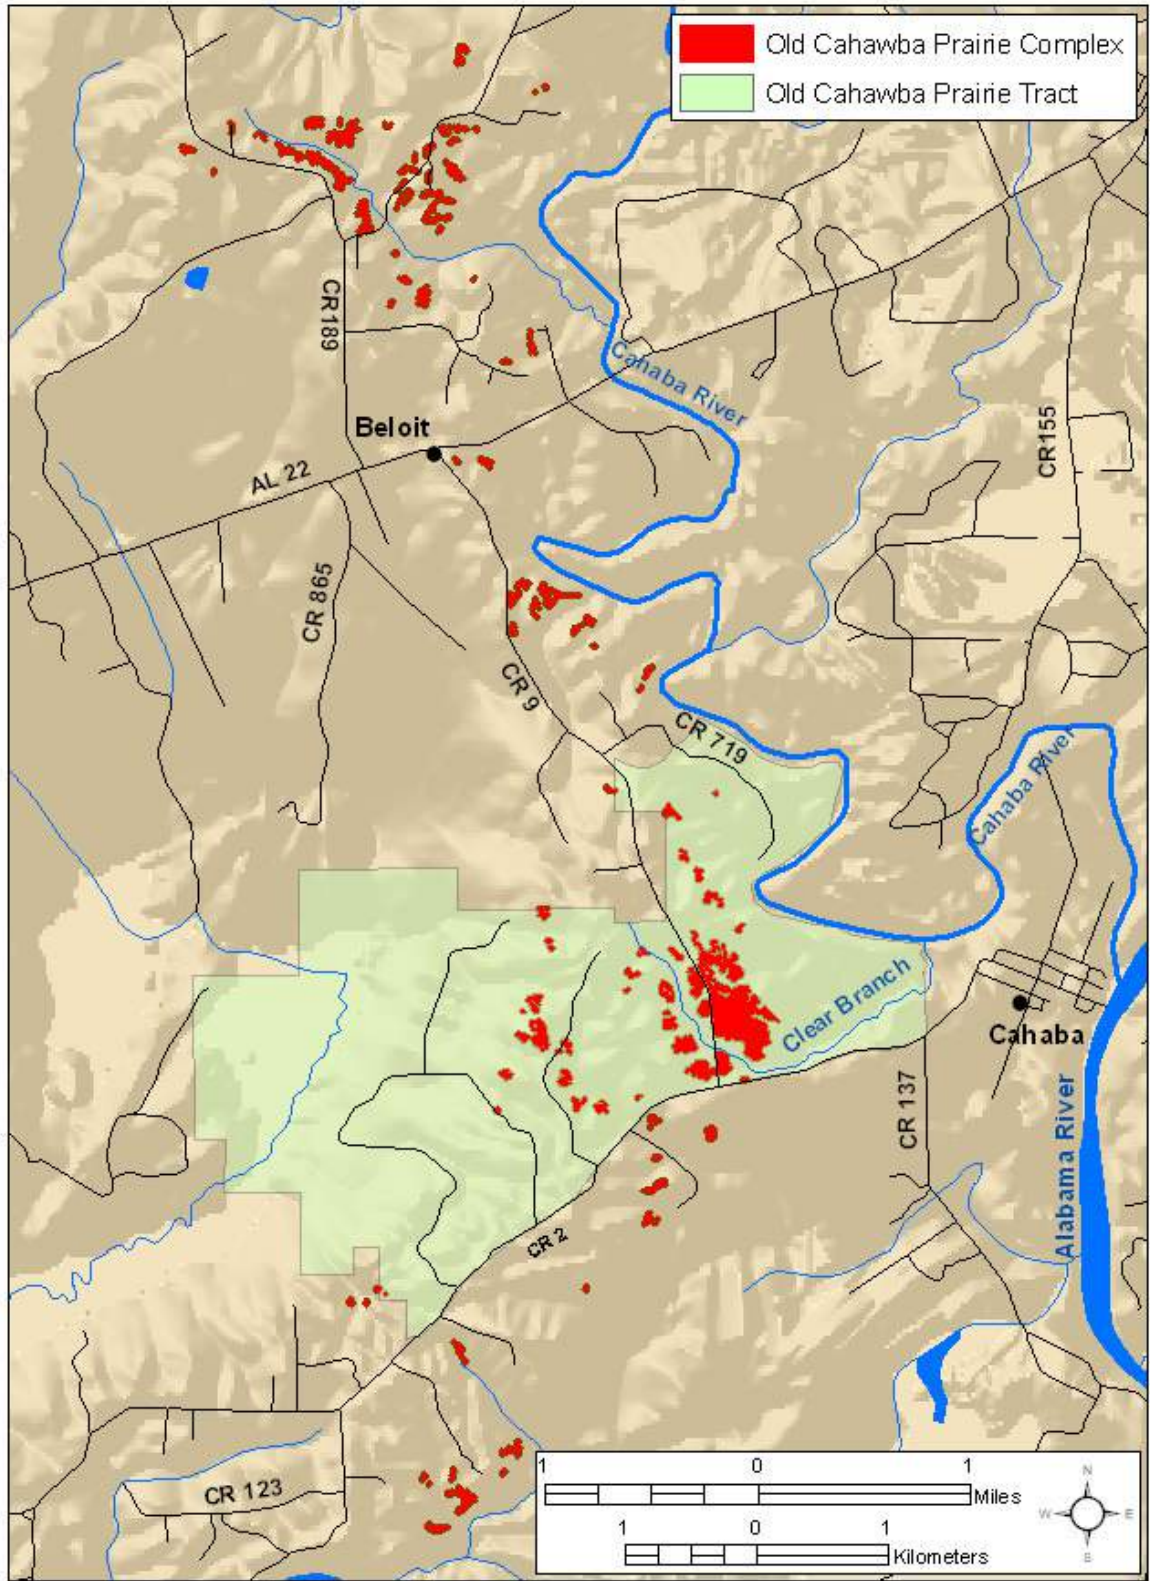 Old Cahawba Prairie Complex
Old Cahawba Prairie Tract
CR 189
Cahaba River
Beloit
AL 22
CR155
CR 865
CR 9
CR 719
Cahaba River
Clear Branch
Cahaba
CR 137
Alabama River
CR 2
CR 123
1 0 1
Miles
1 0 1
Kilometers
N
W E
S